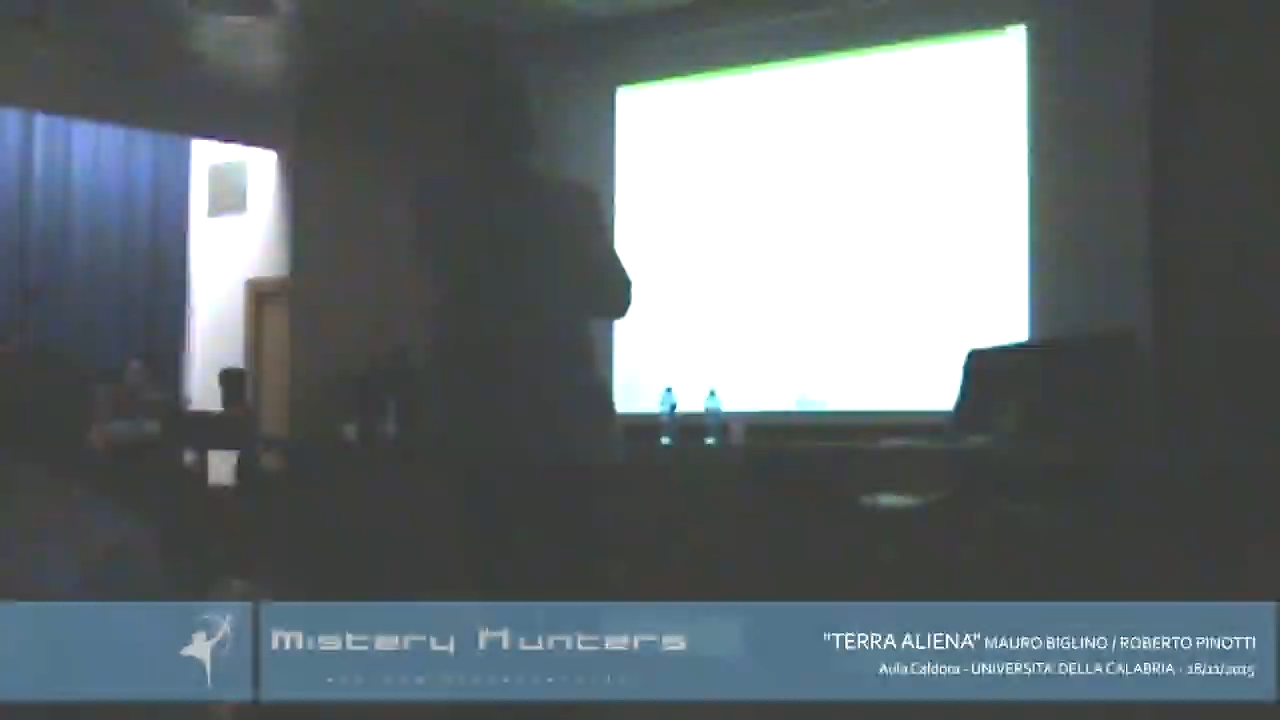 Mistery Hunters
"TERRA ALIENA" MAURO BIGLINO / ROBERTO PINOTTI
Aula Caldora - UNIVERSITA' DELLA CALABRIA - 18/11/2015